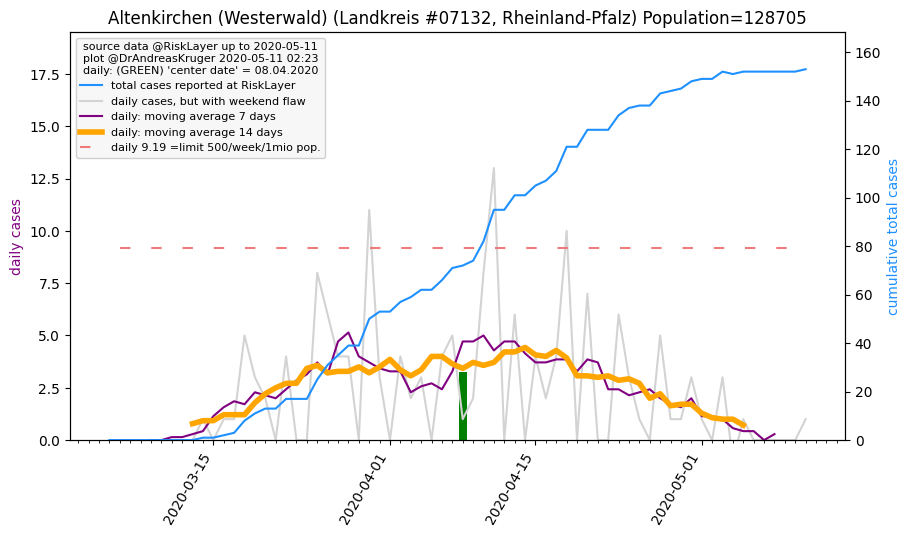 Altenkirchen (Westerwald) (Landkreis #07132, Rheinland-Pfalz) Population=128705
source data @RiskLayer up to 2020-05-11
plot @DrAndreasKruger 2020-05-11 02:23
daily: (GREEN) 'center date' = 08.04.2020
total cases reported at RiskLayer
daily cases, but with weekend flaw
daily: moving average 7 days
daily: moving average 14 days
daily 9.19 =limit 500/week/1mio pop.
daily cases
17.5
15.0
12.5
10.0
7.5
5.0
2.5
0.0
160
140
120
100
80
60
40
20
0
cumulative total cases
2020-03-15
2020-04-01
2020-04-15
2020-05-01